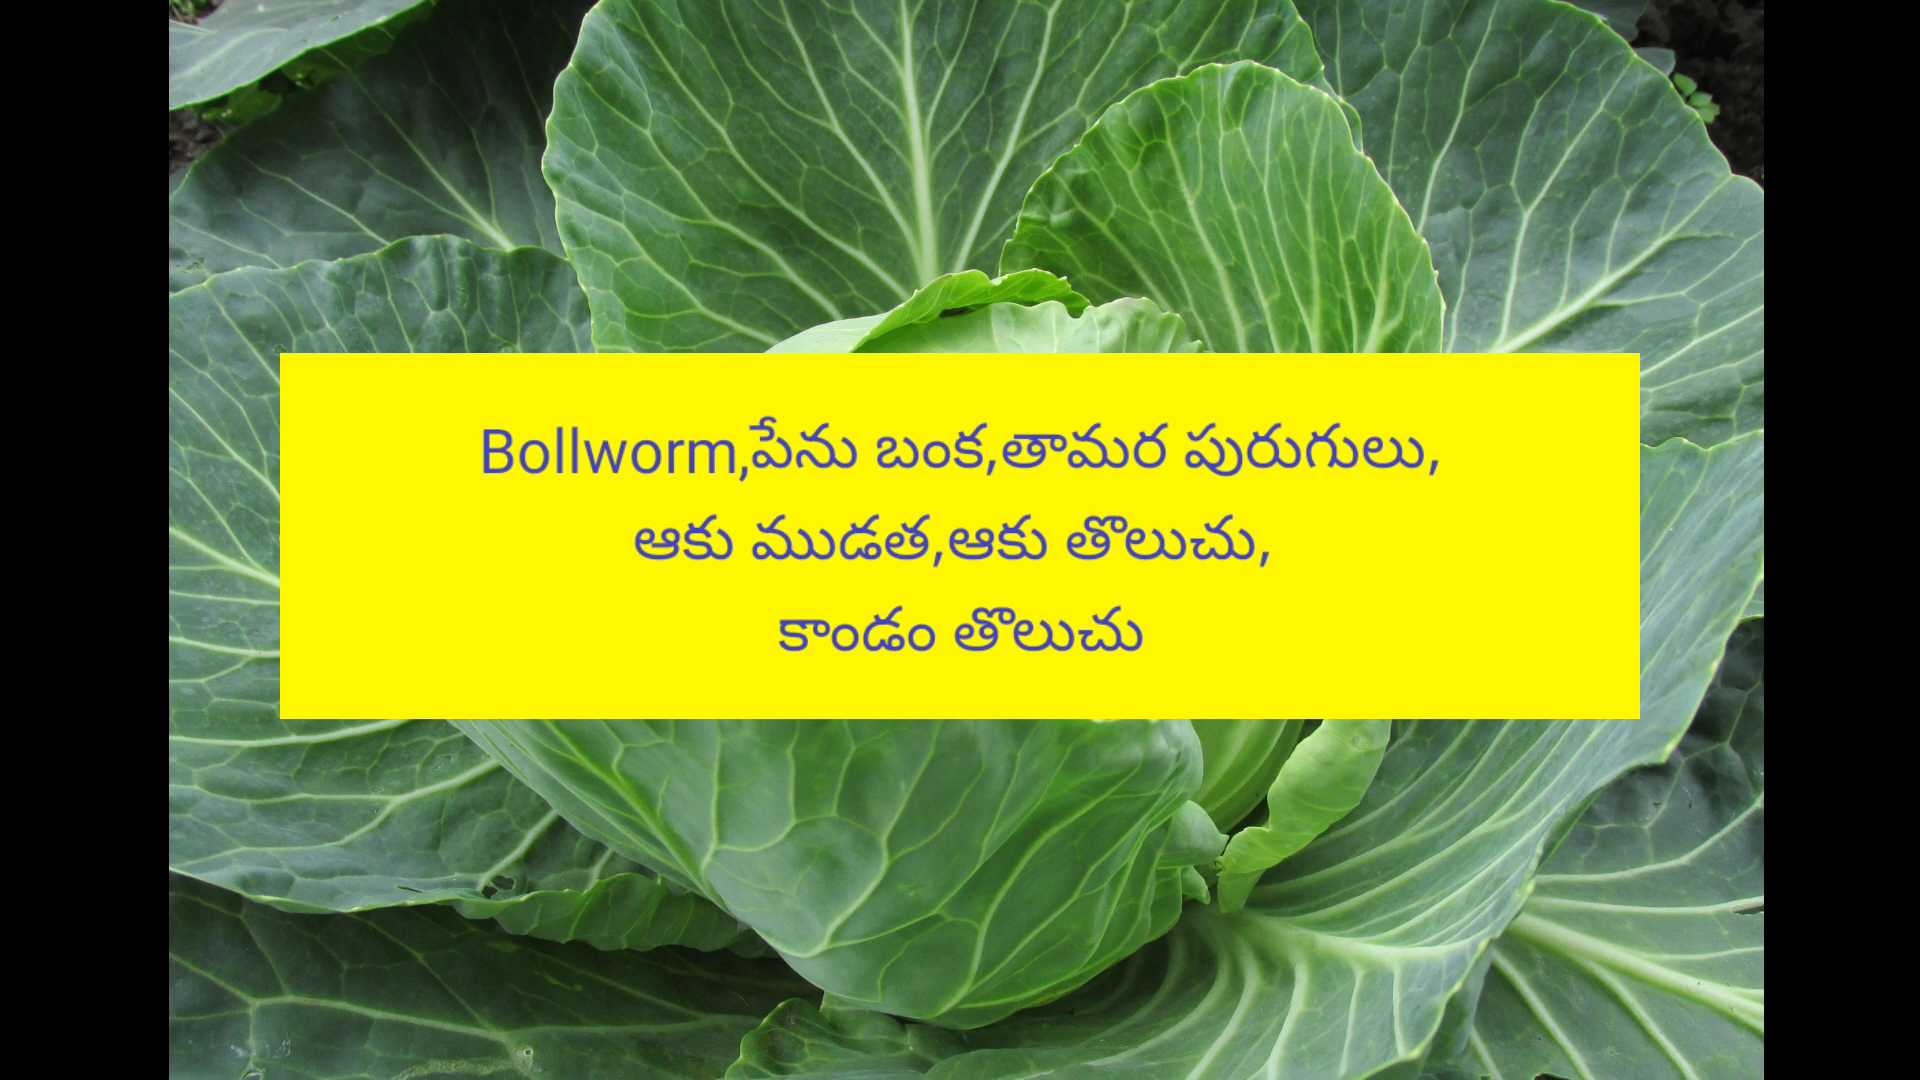 Bollworm,పేను బంక,తామర పురుగులు,
ఆకు ముడత,ఆకు తొలుచు,
కాండం తొలుచు